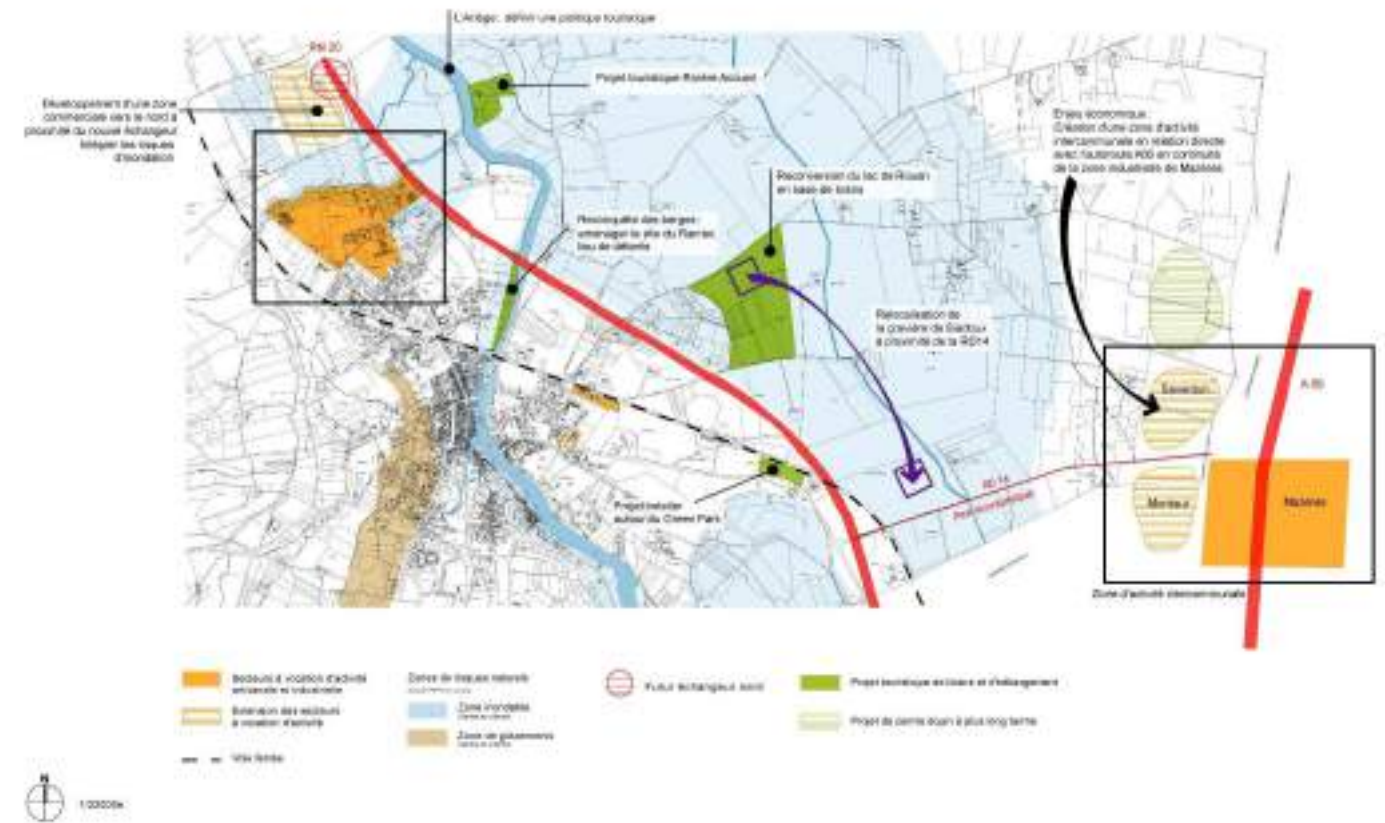 L'Ariège : définir une politique touristique
RN 20
Projet touristique Rivière Accueil
Développement d'une zone
commerciale vers le nord à
proximité du nouvel échangeur
Intégrer les risques
d'inondation
Enjeu économique
Création d'une zone d'activité
intercommunale en relation directe
avec l'autoroute A66 en continuité
de la zone industrielle de Mazères
Reconversion du lac de
en base de loisirs
Reconquête des berges
aménager le site du
lieu de détente
Relocalisation de
la gravière de
à proximité de la RD14
A 66
Saverdun
RD 14
Montaut
Mazères
Projet hôtelier
autour du Green Park
Zone d'activité intercommunale
Secteurs à vocation d'activité
artisanale et industrielle
Extension des secteurs
à vocation d'activité
Voie ferrée
Zones de risques naturels
Zone inondable
Zone de glissements
Futur échangeur nord
Projet touristique de loisirs et d'hébergement
Projet de zone à plus long terme
N